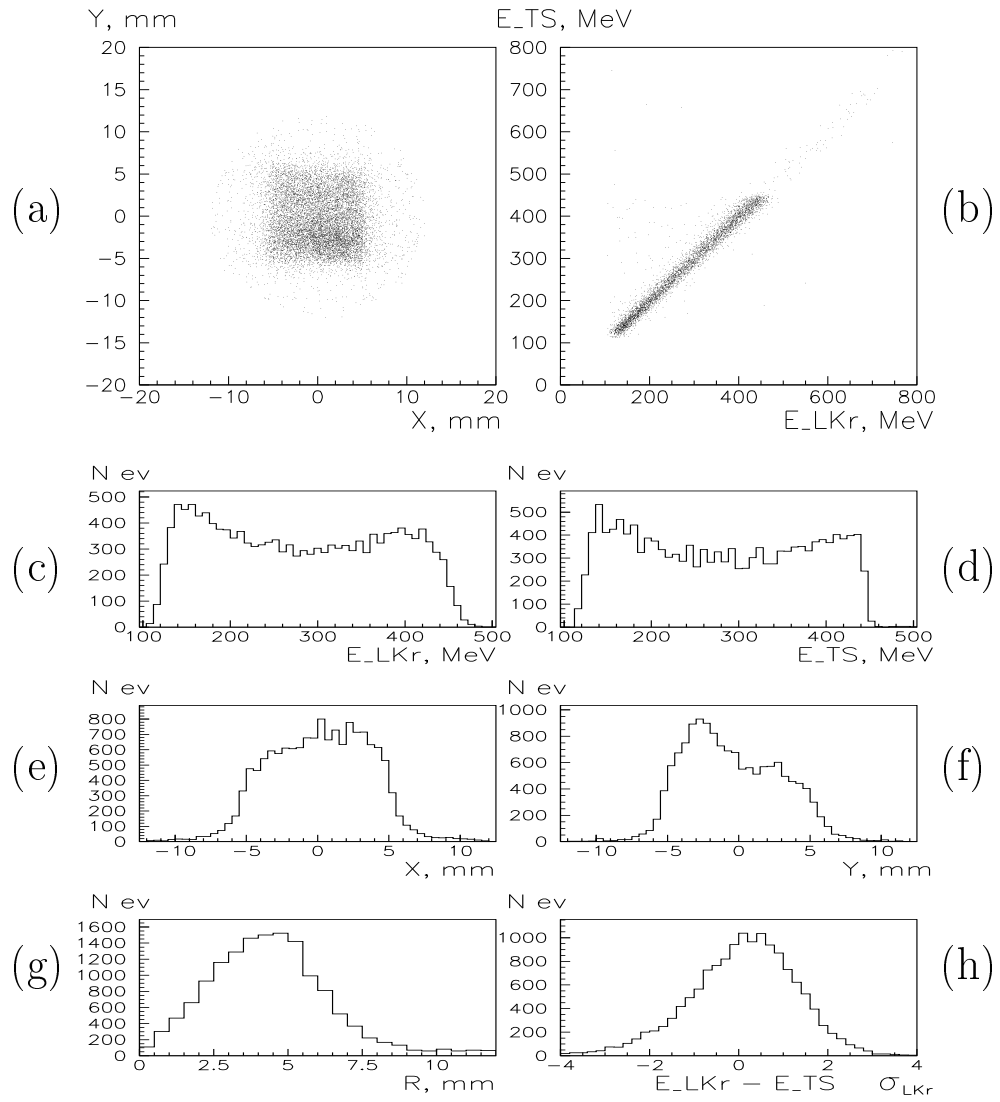 Y, mm E_TS, MeV
20 800
15 700
10 600
5 500
(a) 0 400 (b)
−5 300
−10 200
−15 100
−20 0
−20 −10 0 10 20 0 200 400 600 800
X, mm E_LKr, MeV
N ev N ev
500 500
400 400
300 300
(c) 200 200 (d)
100 100
0 0
100 200 300 400 500 100 200 300 400 500
E_LKr, MeV E_TS, MeV
N ev N ev
800 1000
700 800
600
500 600
(e) 400 400 (f)
300
200 200
100
0 0
−10 −5 0 5 10 −10 −5 0 5 10
X, mm Y, mm
N ev N ev
1600 1000
1400
1200 800
1000 600
(g) 800 (h)
600 400
400 200
200
0 0
0 2.5 5 7.5 10 −4 −2 0 2 4
R, mm E_LKr − E_TS σLKr